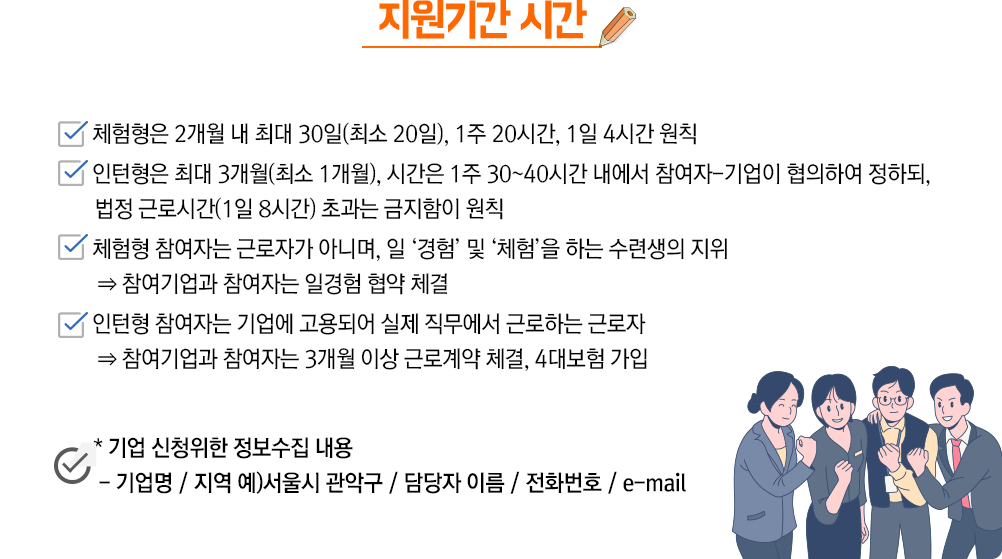 지원기간 시간
체험형은 2개월 내 최대 30일(최소 20일), 1주 20시간, 1일 4시간 원칙
인턴형은 최대 3개월(최소 1개월), 시간은 1주 30~40시간 내에서 참여자-기업이 협의하여 정하되,
법정 근로시간(1일 8시간) 초과는 금지함이 원칙
체험형 참여자는 근로자가 아니며, 일 ‘경험’ 및 ‘체험’을 하는 수련생의 지위
⇒ 참여기업과 참여자는 일경험 협약 체결
인턴형 참여자는 기업에 고용되어 실제 직무에서 근로하는 근로자
⇒ 참여기업과 참여자는 3개월 이상 근로계약 체결, 4대보험 가입
* 기업 신청위한 정보수집 내용
- 기업명 / 지역 예)서울시 관악구 / 담당자 이름 / 전화번호 / e-mail